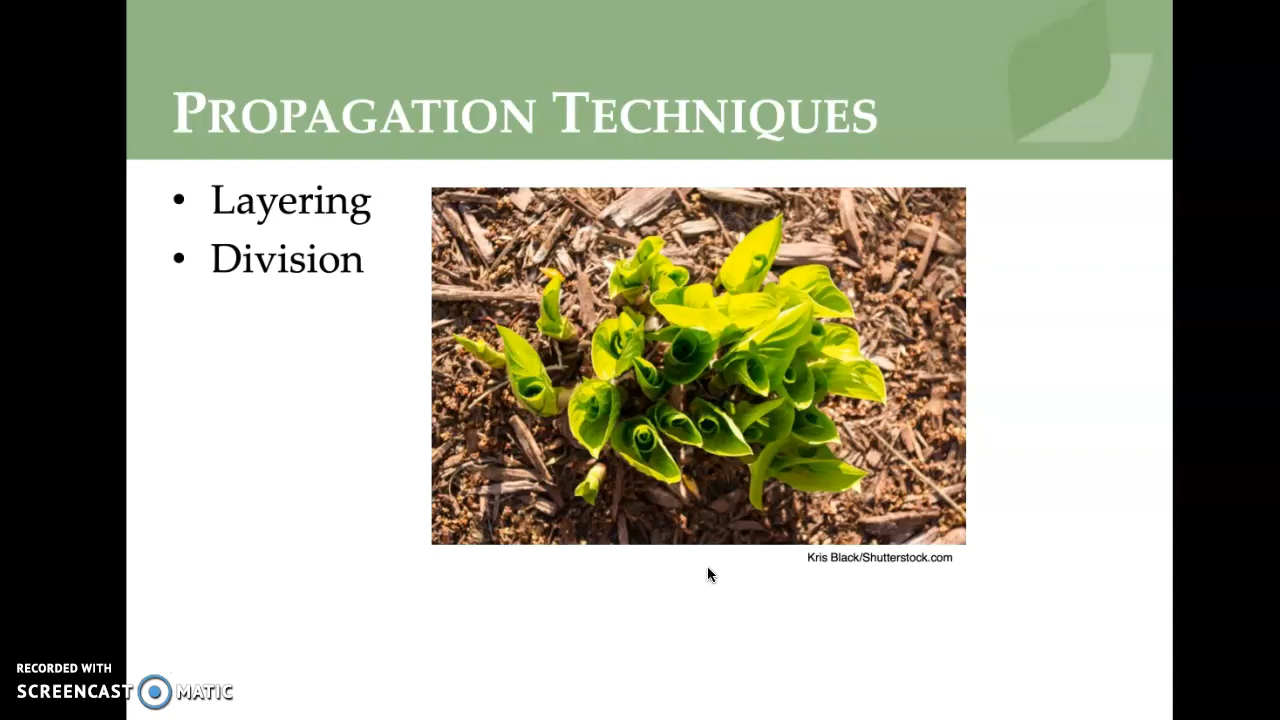 PROPAGATION TECHNIQUES
• Layering
• Division
Kris Black/Shutterstock.com
RECORDED WITH
SCREENCAST MATIC